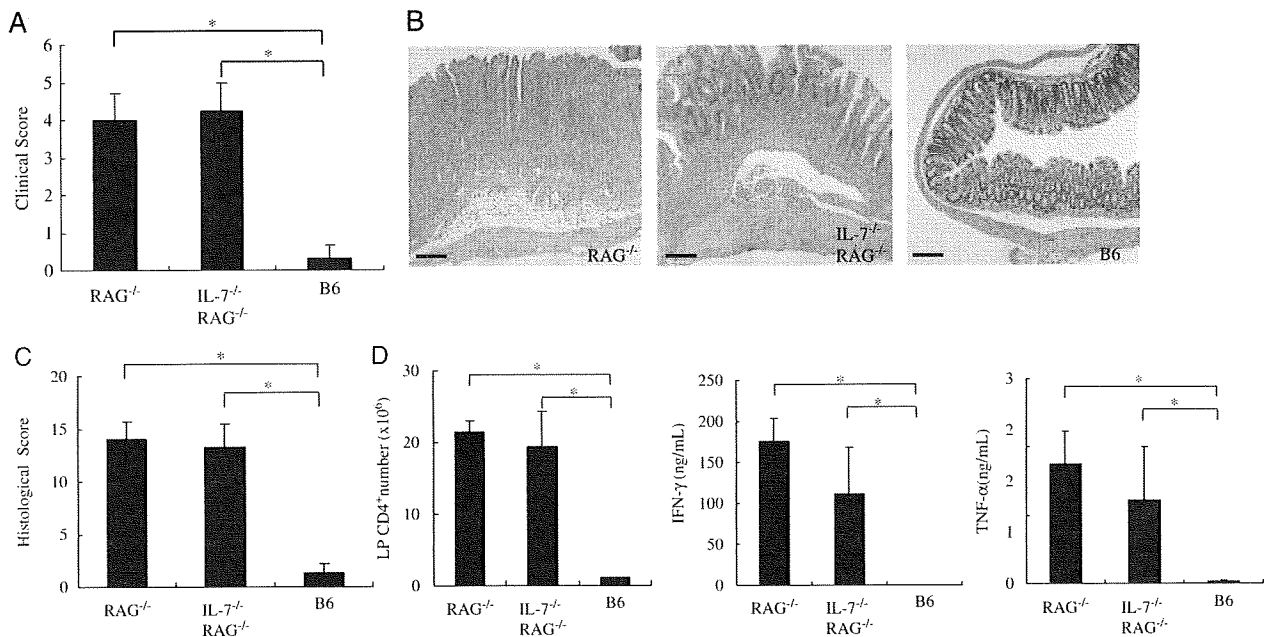 A
*
*
6
5
4
3
2
1
0
Clinical Score
RAG-/-
IL-7-/-
RAG-/-
B6
B
RAG-/-
IL-7-/-
RAG-/-
B6
C
*
*
20
15
10
5
0
Histological Score
RAG-/-
IL-7-/-
RAG-/-
B6
D
*
*
30
20
10
0
LP CD4+number (x10⁶)
RAG-/-
IL-7-/-
RAG-/-
B6
*
*
250
200
150
100
50
0
IFN-γ (ng/mL)
RAG-/-
IL-7-/-
RAG-/-
B6
*
*
3
2
2
1
0
TNF-α(ng/mL)
RAG-/-
IL-7-/-
RAG-/-
B6